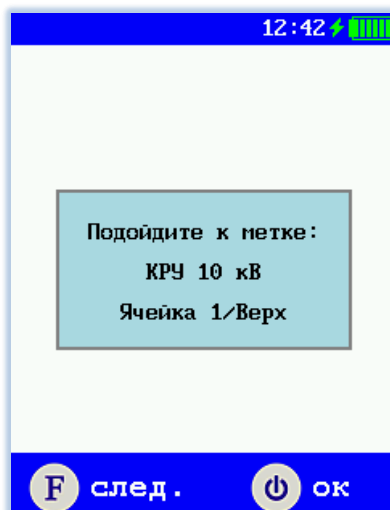 12:42
Подойдите к метке:
КРУ 10 кВ
Ячейка 1/Верх
F след. ок